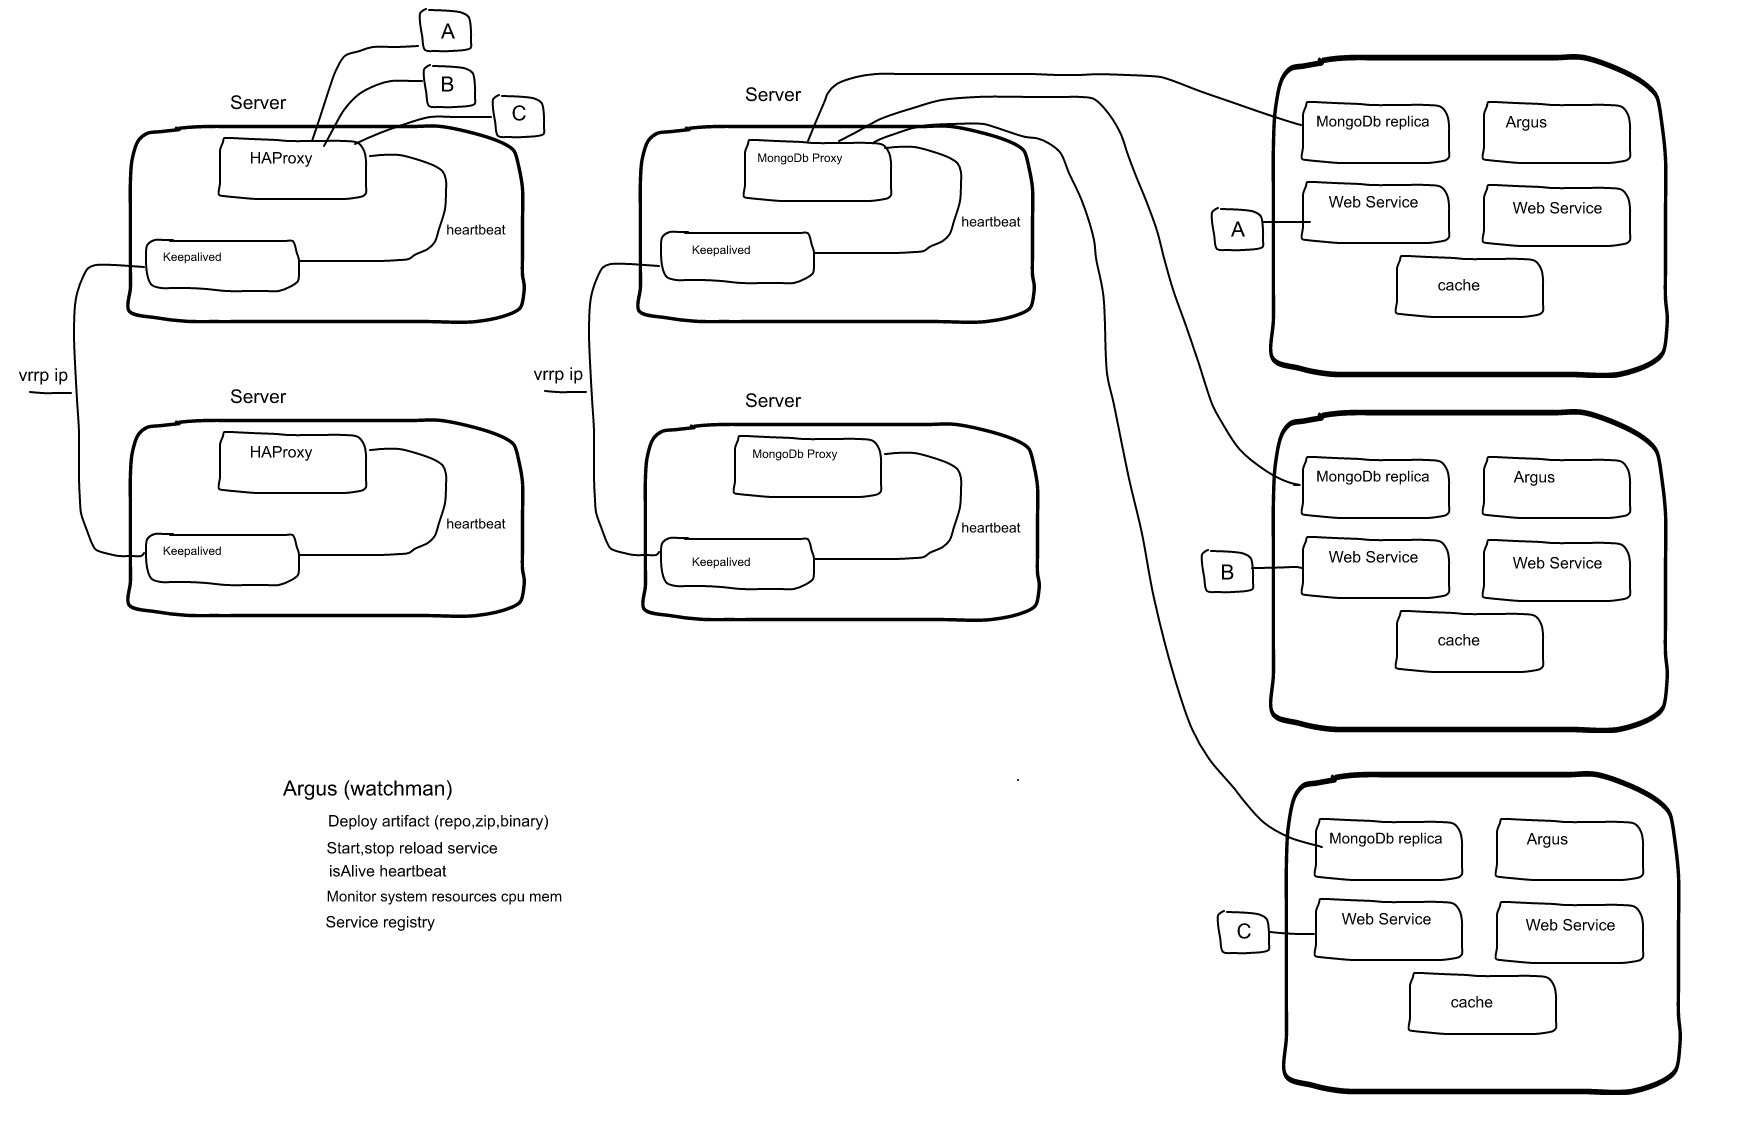 A
B
C
Server
HAProxy
heartbeat
Keepalived
vrrp ip
Server
HAProxy
heartbeat
Keepalived
Server
MongoDb Proxy
heartbeat
Keepalived
vrrp ip
Server
MongoDb Proxy
heartbeat
Keepalived
MongoDb replica
Argus
Web Service
Web Service
A
cache
MongoDb replica
Argus
Web Service
Web Service
B
cache
MongoDb replica
Argus
Web Service
Web Service
C
cache
Argus (watchman)
Deploy artifact (repo,zip,binary)
Start,stop reload service
isAlive heartbeat
Monitor system resources cpu mem
Service registry